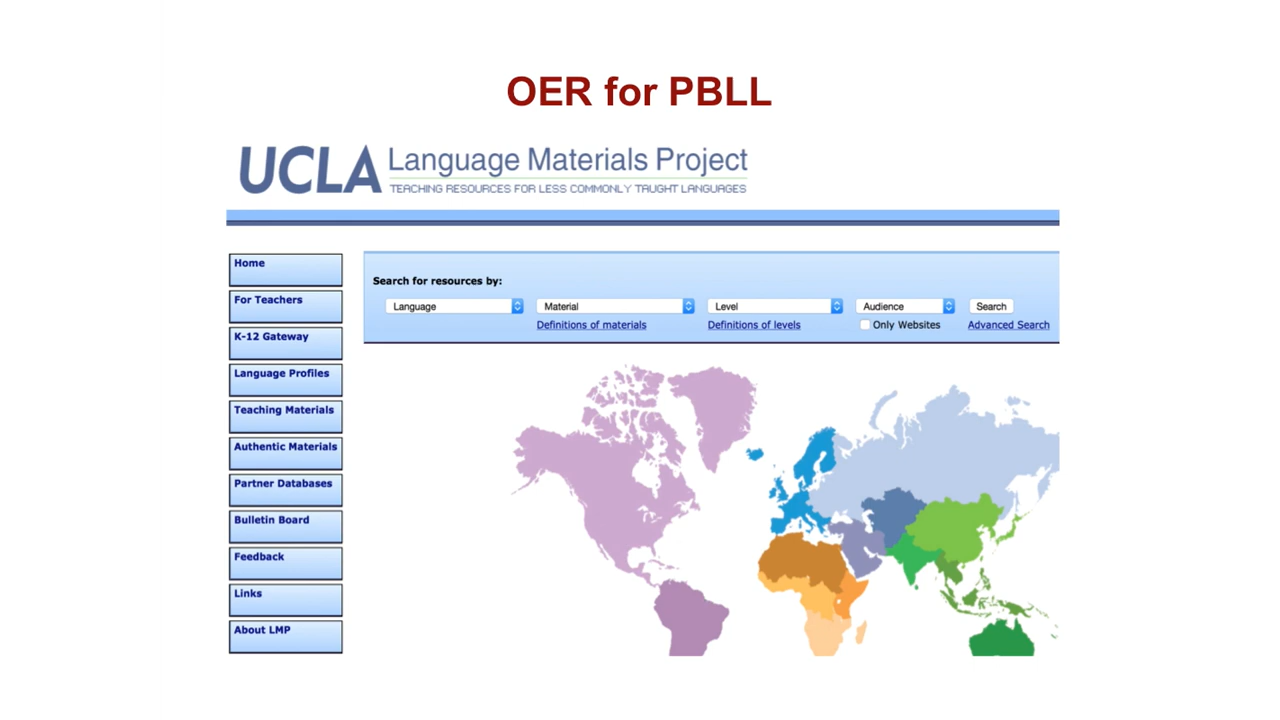 OER for PBLL
UCLA Language Materials Project
TEACHING RESOURCES FOR LESS COMMONLY TAUGHT LANGUAGES
Home
For Teachers
K-12 Gateway
Language Profiles
Teaching Materials
Authentic Materials
Partner Databases
Bulletin Board
Feedback
Links
About LMP
Search for resources by:
Language Material Level Audience Search
Definitions of materials Definitions of levels Only Websites Advanced Search